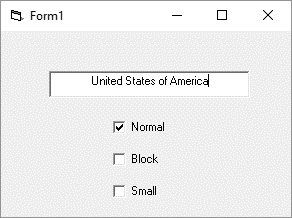 Form1
United States of America
Normal
Block
Small